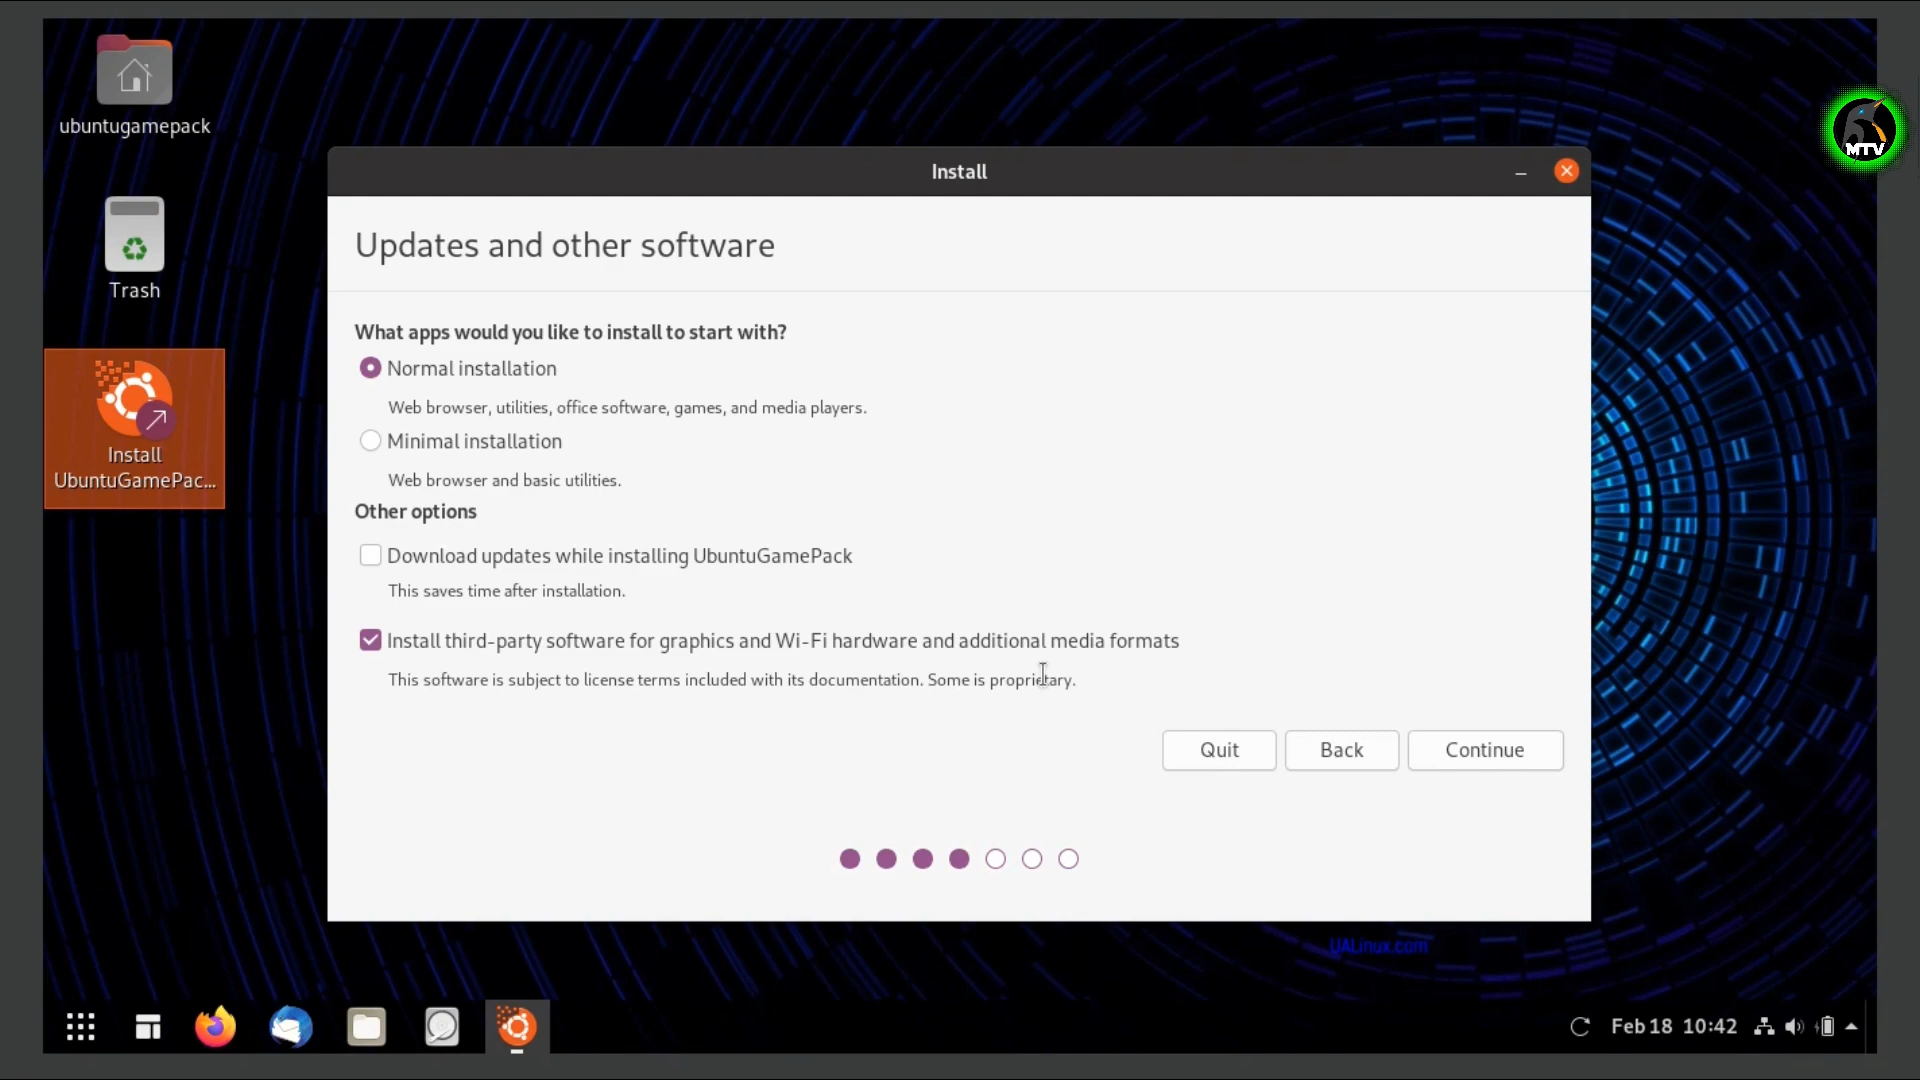 ubuntugamepack
Trash
Install
UbuntuGamePac...
MTV
Install
Updates and other software
What apps would you like to install to start with?
Normal installation
Web browser, utilities, office software, games, and media players.
Minimal installation
Web browser and basic utilities.
Other options
Download updates while installing UbuntuGamePack
This saves time after installation.
Install third-party software for graphics and Wi-Fi hardware and additional media formats
This software is subject to license terms included with its documentation. Some is proprietary.
Quit
Back
Continue
UALinux.com
Feb 18 10:42